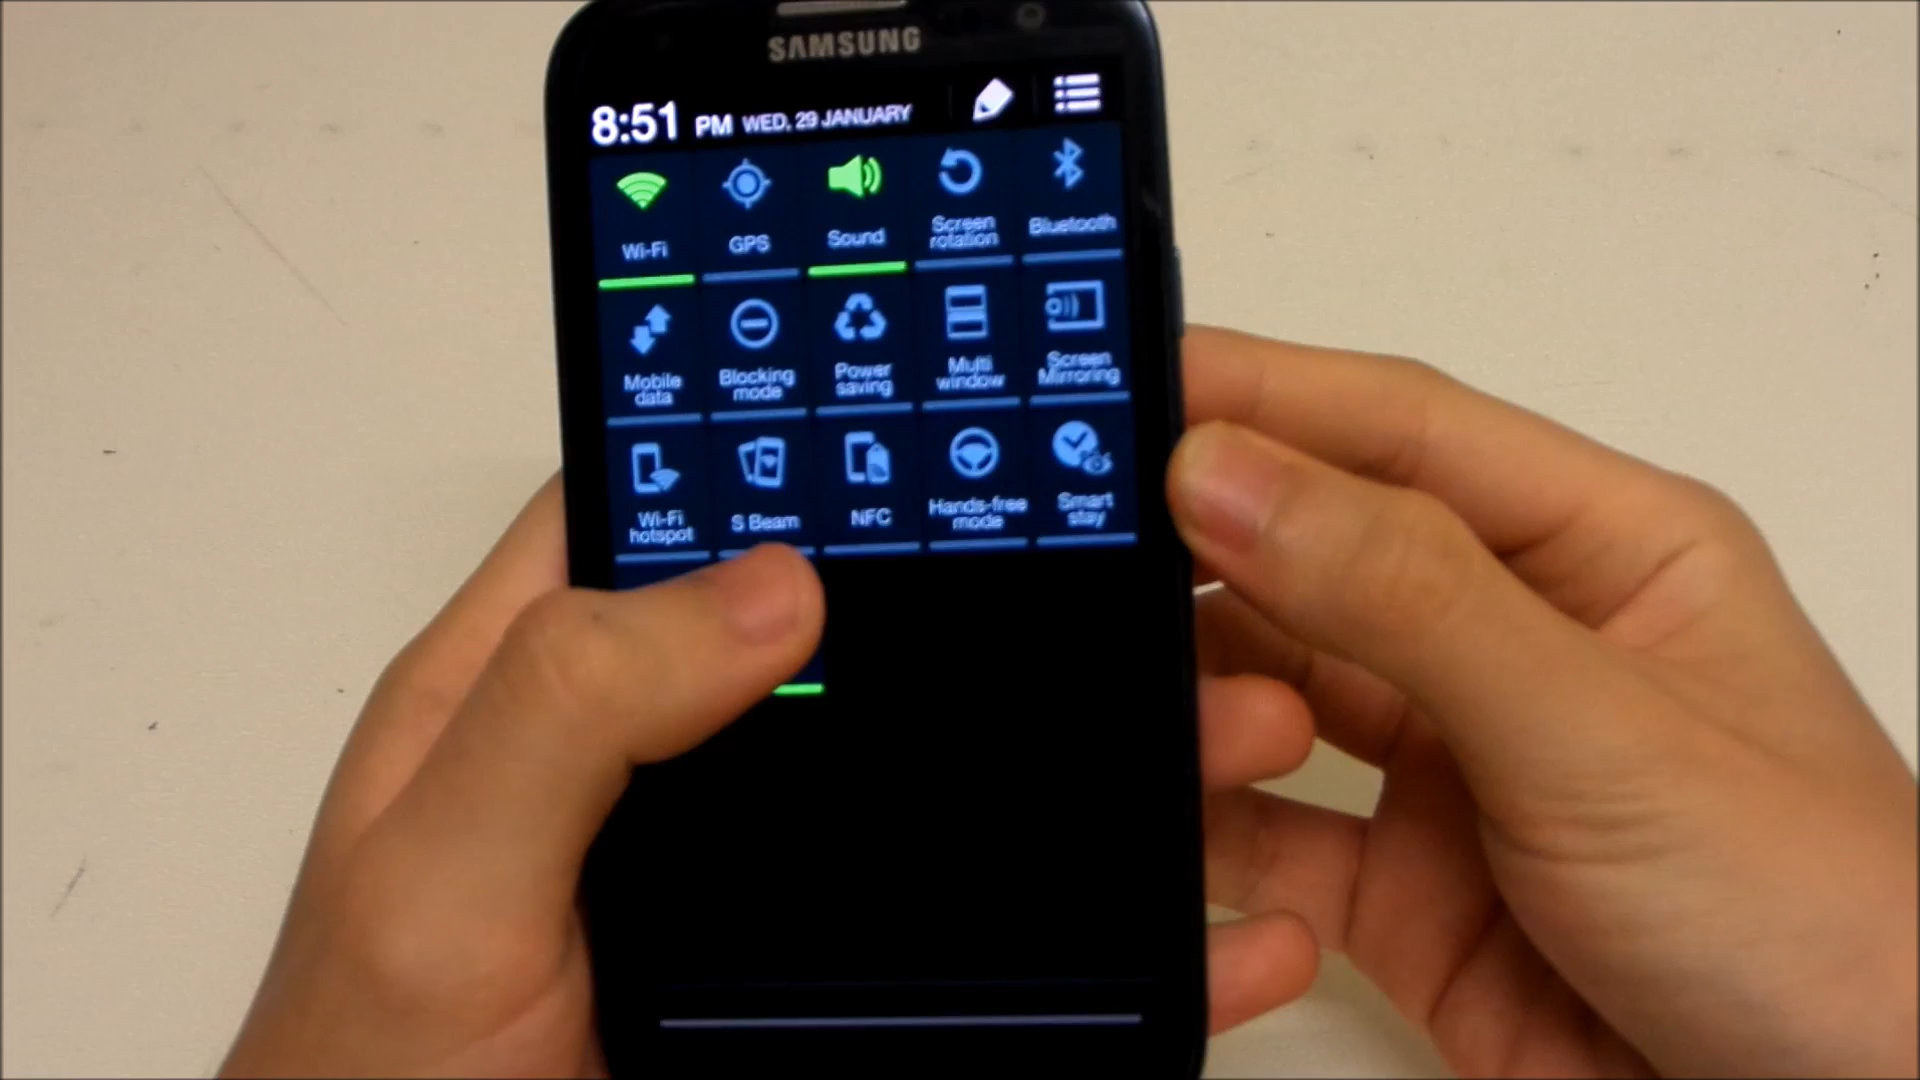 SAMSUNG
8:51 PM WED, 29 JANUARY
Wi-Fi
GPS
Sound
Screen
rotation
Bluetooth
Mobile
data
Blocking
mode
Power
saving
Multi
window
Screen
Mirroring
Wi-Fi
hotspot
S Beam
NFC
Hands-free
mode
Smart
stay